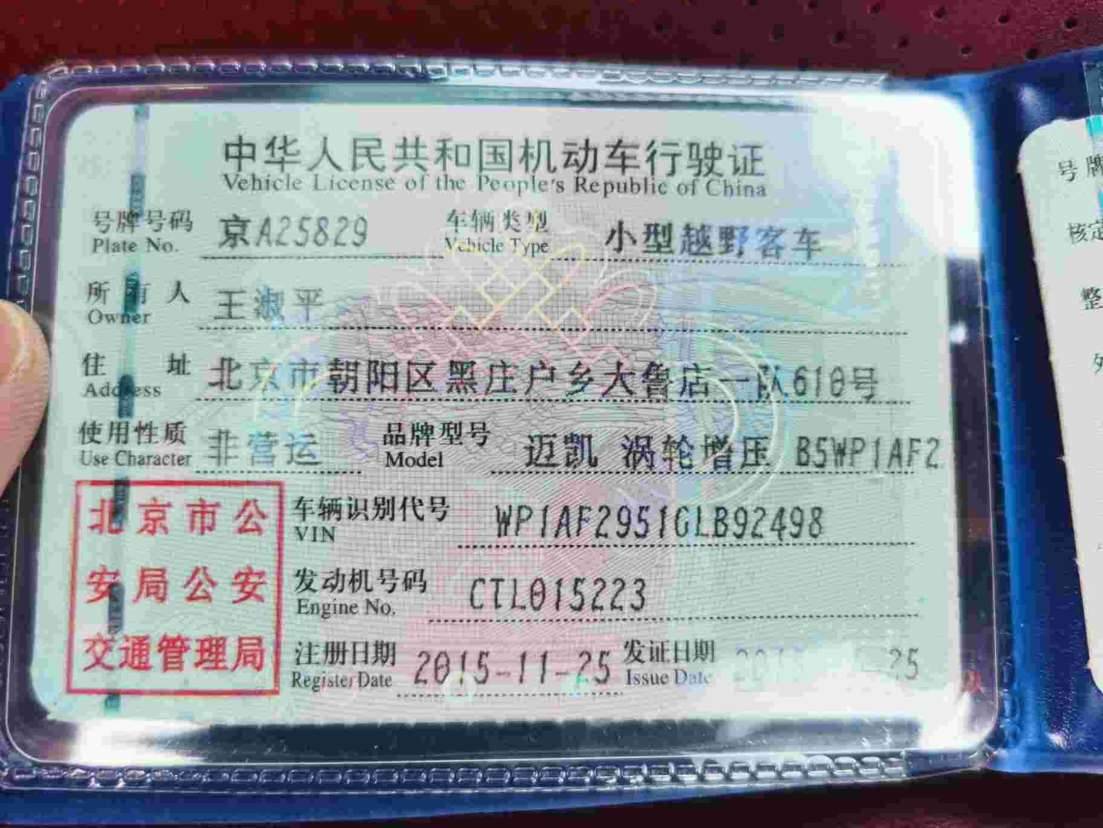 中华人民共和国机动车行驶证
Vehicle License of the People's Republic of China
号牌号码 京A25829 车辆类型 小型越野客车
Plate No. Vehicle Type
所有人 王淑平
Owner
住址 北京市朝阳区黑庄户乡大鲁店一队610号
Address
使用性质 非营运 品牌型号 迈凯 涡轮增压 B5WP1AF2
Use Character Model
北京市公 车辆识别代号 WP1AF2951GLB92498
VIN
安局公安 发动机号码 CTL015223
Engine No.
交通管理局 注册日期 2015-11-25 发证日期 25
Register Date Issue Date
号牌
核定
整